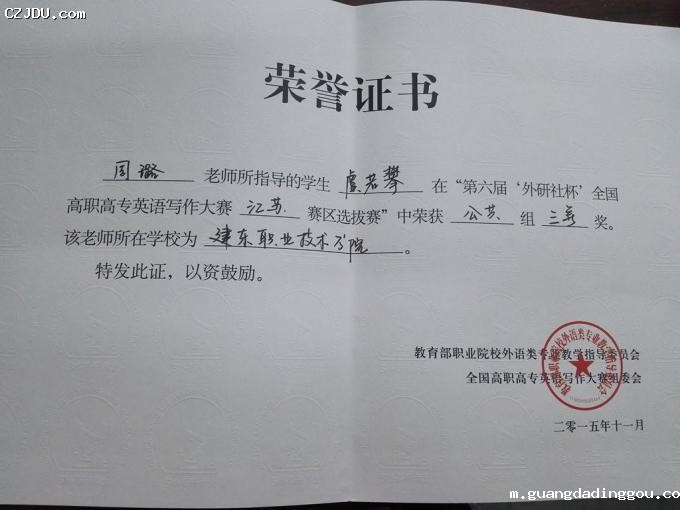 CZJDU.COM
荣誉证书
周璐 老师所指导的学生 虞若攀 在“第六届‘外研社杯’全国
高职高专英语写作大赛 江苏 赛区选拔赛”中荣获 公共 组 三等 奖。
该老师所在学校为 建东职业技术学院 。
特发此证，以资鼓励。
教育部职业院校外语类专业教学指导委员会
全国高职高专英语写作大赛组委会
二零一五年十一月
m.guangdadinggou.co